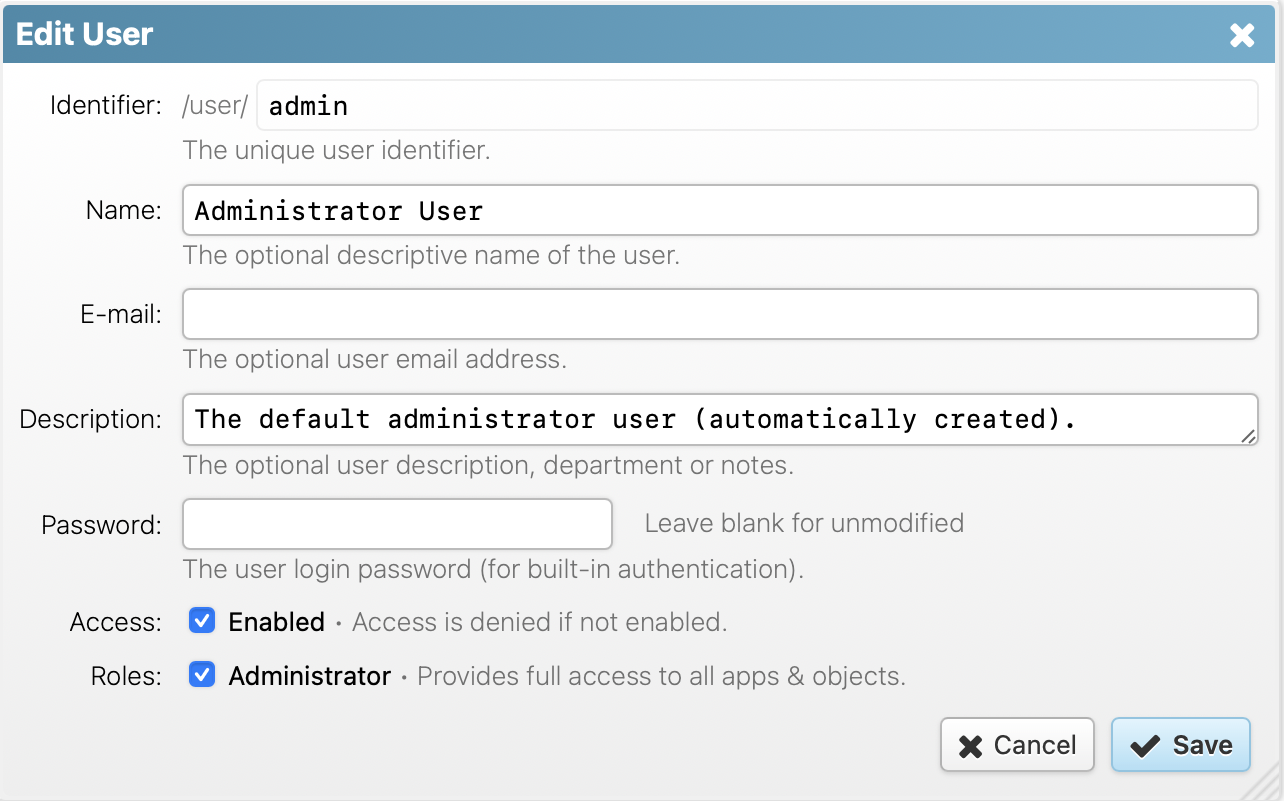 Edit User
Identifier: /user/ admin
The unique user identifier.
Name: Administrator User
The optional descriptive name of the user.
E-mail:
The optional user email address.
Description: The default administrator user (automatically created).
The optional user description, department or notes.
Password: Leave blank for unmodified
The user login password (for built-in authentication).
Access: Enabled · Access is denied if not enabled.
Roles: Administrator · Provides full access to all apps & objects.
Cancel Save